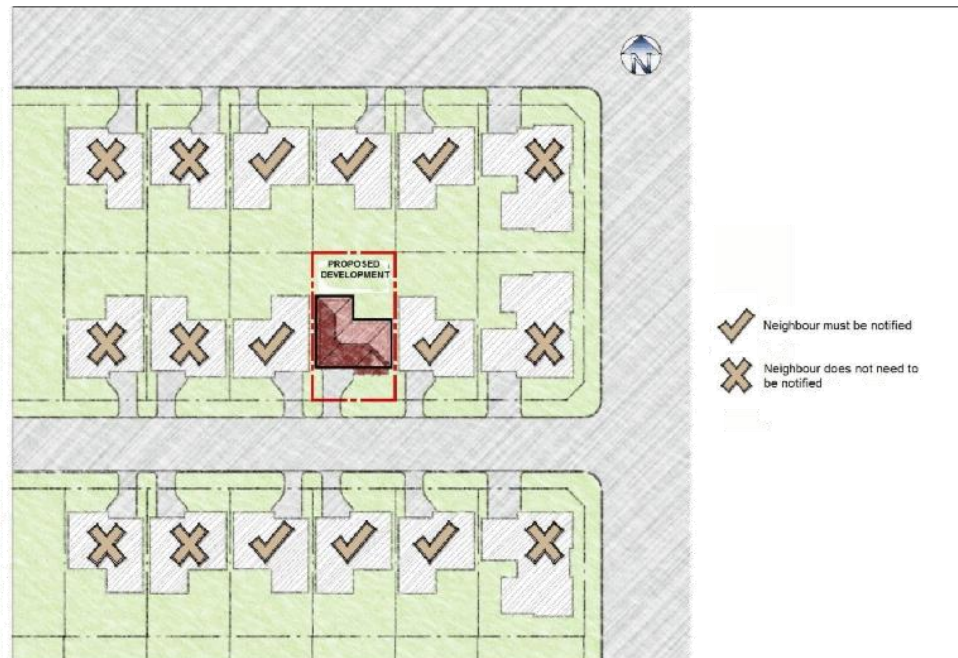 N
PROPOSED
DEVELOPMENT
Neighbour must be notified
Neighbour does not need to
be notified